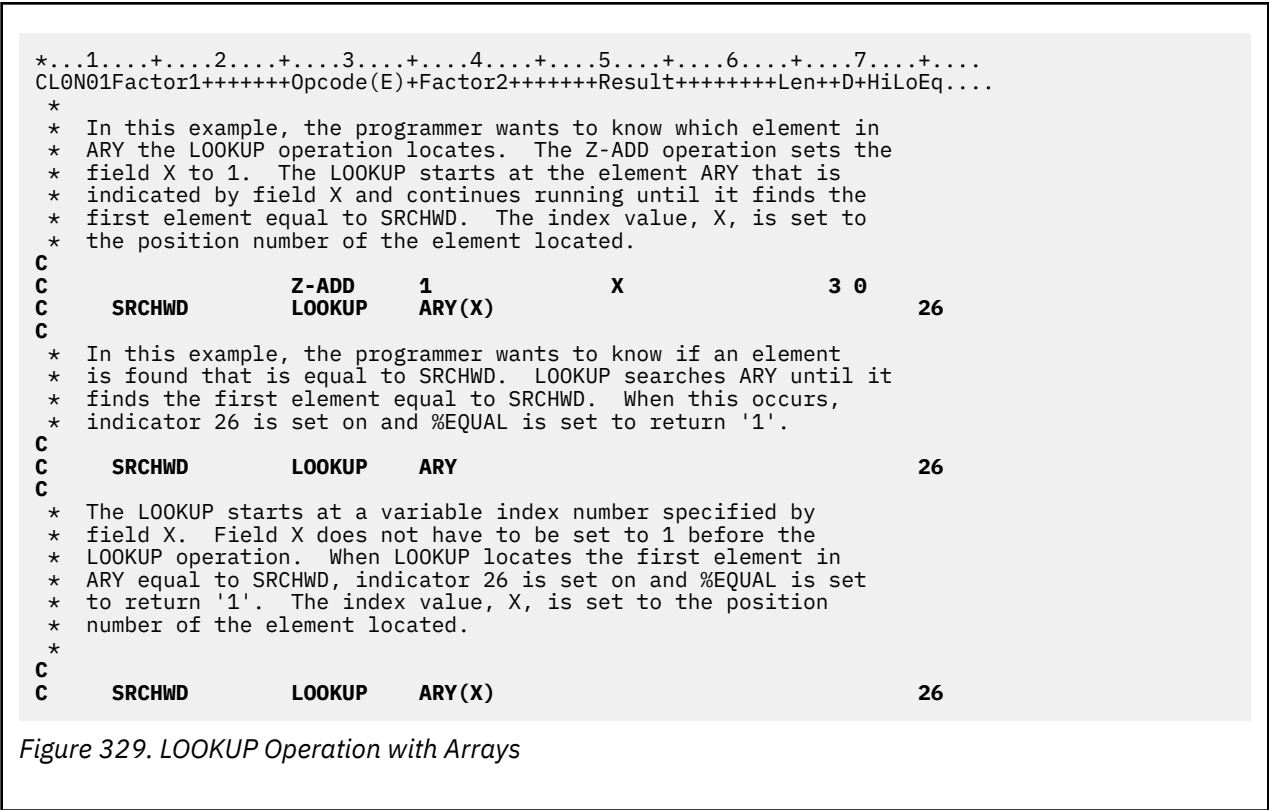 *...1....+....2....+....3....+....4....+....5....+....6....+....7....+....
CL0N01Factor1+++++++Opcode(E)+Factor2+++++++Result++++++++Len++D+HiLoEq....
 *
 *  In this example, the programmer wants to know which element in
 *  ARY the LOOKUP operation locates.  The Z-ADD operation sets the
 *  field X to 1.  The LOOKUP starts at the element ARY that is
 *  indicated by field X and continues running until it finds the
 *  first element equal to SRCHWD.  The index value, X, is set to
 *  the position number of the element located.
C
C                   Z-ADD     1              X                 3 0
C     SRCHWD        LOOKUP    ARY(X)                                 26
C
 *  In this example, the programmer wants to know if an element
 *  is found that is equal to SRCHWD.  LOOKUP searches ARY until it
 *  finds the first element equal to SRCHWD.  When this occurs,
 *  indicator 26 is set on and %EQUAL is set to return '1'.
C
C     SRCHWD        LOOKUP    ARY                                    26
C
 *  The LOOKUP starts at a variable index number specified by
 *  field X.  Field X does not have to be set to 1 before the
 *  LOOKUP operation.  When LOOKUP locates the first element in
 *  ARY equal to SRCHWD, indicator 26 is set on and %EQUAL is set
 *  to return '1'.  The index value, X, is set to the position
 *  number of the element located.
 *
C
C     SRCHWD        LOOKUP    ARY(X)                                 26
Figure 329. LOOKUP Operation with Arrays